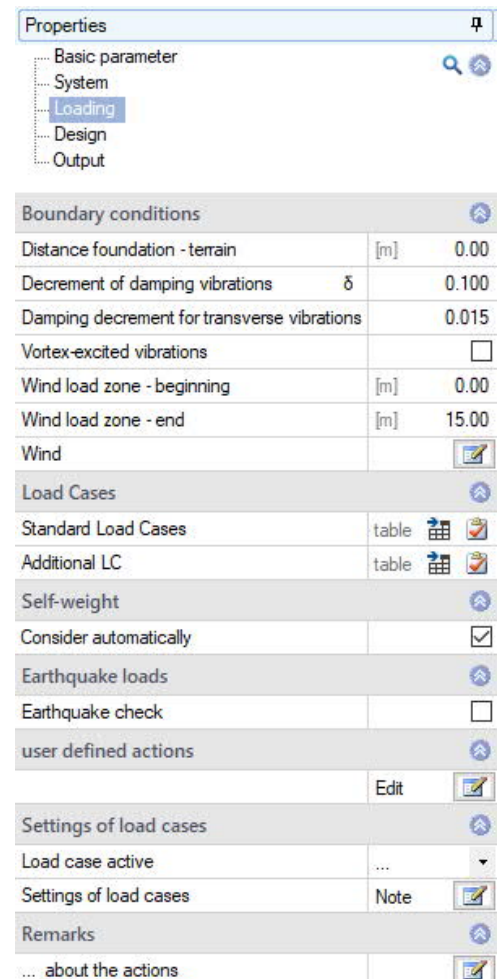 Properties
Basic parameter
System
Loading
Design
Output
Boundary conditions
Distance foundation - terrain [m] 0.00
Decrement of damping vibrations δ 0.100
Damping decrement for transverse vibrations 0.015
Vortex-excited vibrations
Wind load zone - beginning [m] 0.00
Wind load zone - end [m] 15.00
Wind
Load Cases
Standard Load Cases table
Additional LC table
Self-weight
Consider automatically
Earthquake loads
Earthquake check
user defined actions
Edit
Settings of load cases
Load case active ...
Settings of load cases Note
Remarks
... about the actions